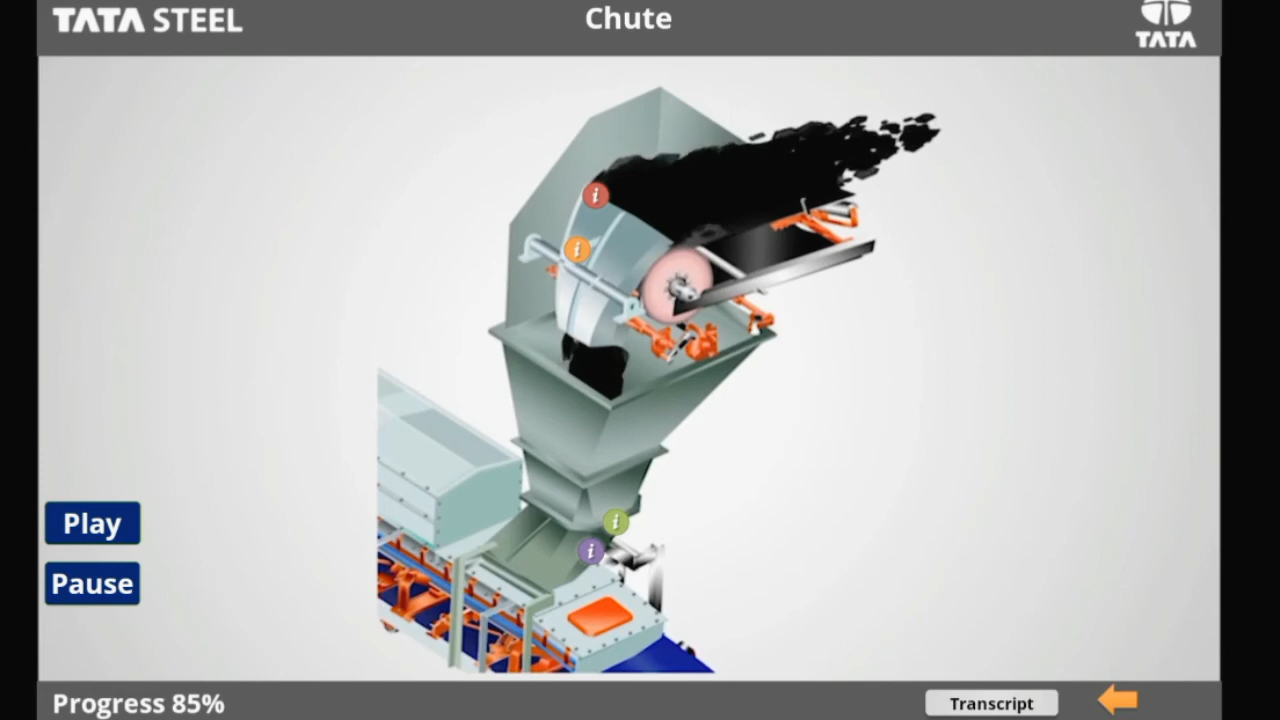 TATA STEEL
Chute
TATA
i
i
i
i
Play
Pause
Progress 85%
Transcript